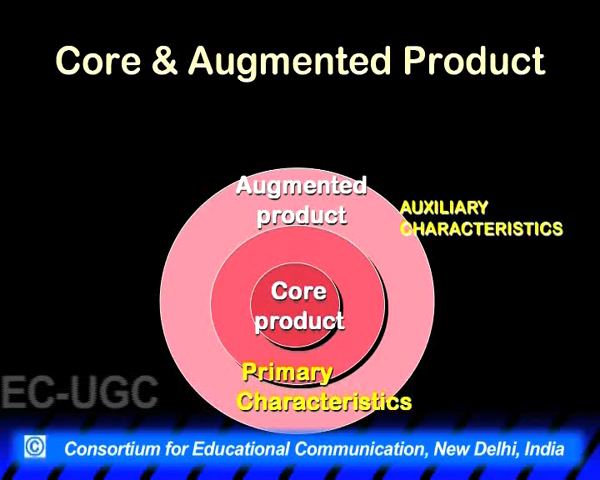 Core & Augmented Product
Augmented
product
AUXILIARY
CHARACTERISTICS
Core
product
Primary
Characteristics
EC-UGC
© Consortium for Educational Communication, New Delhi, India